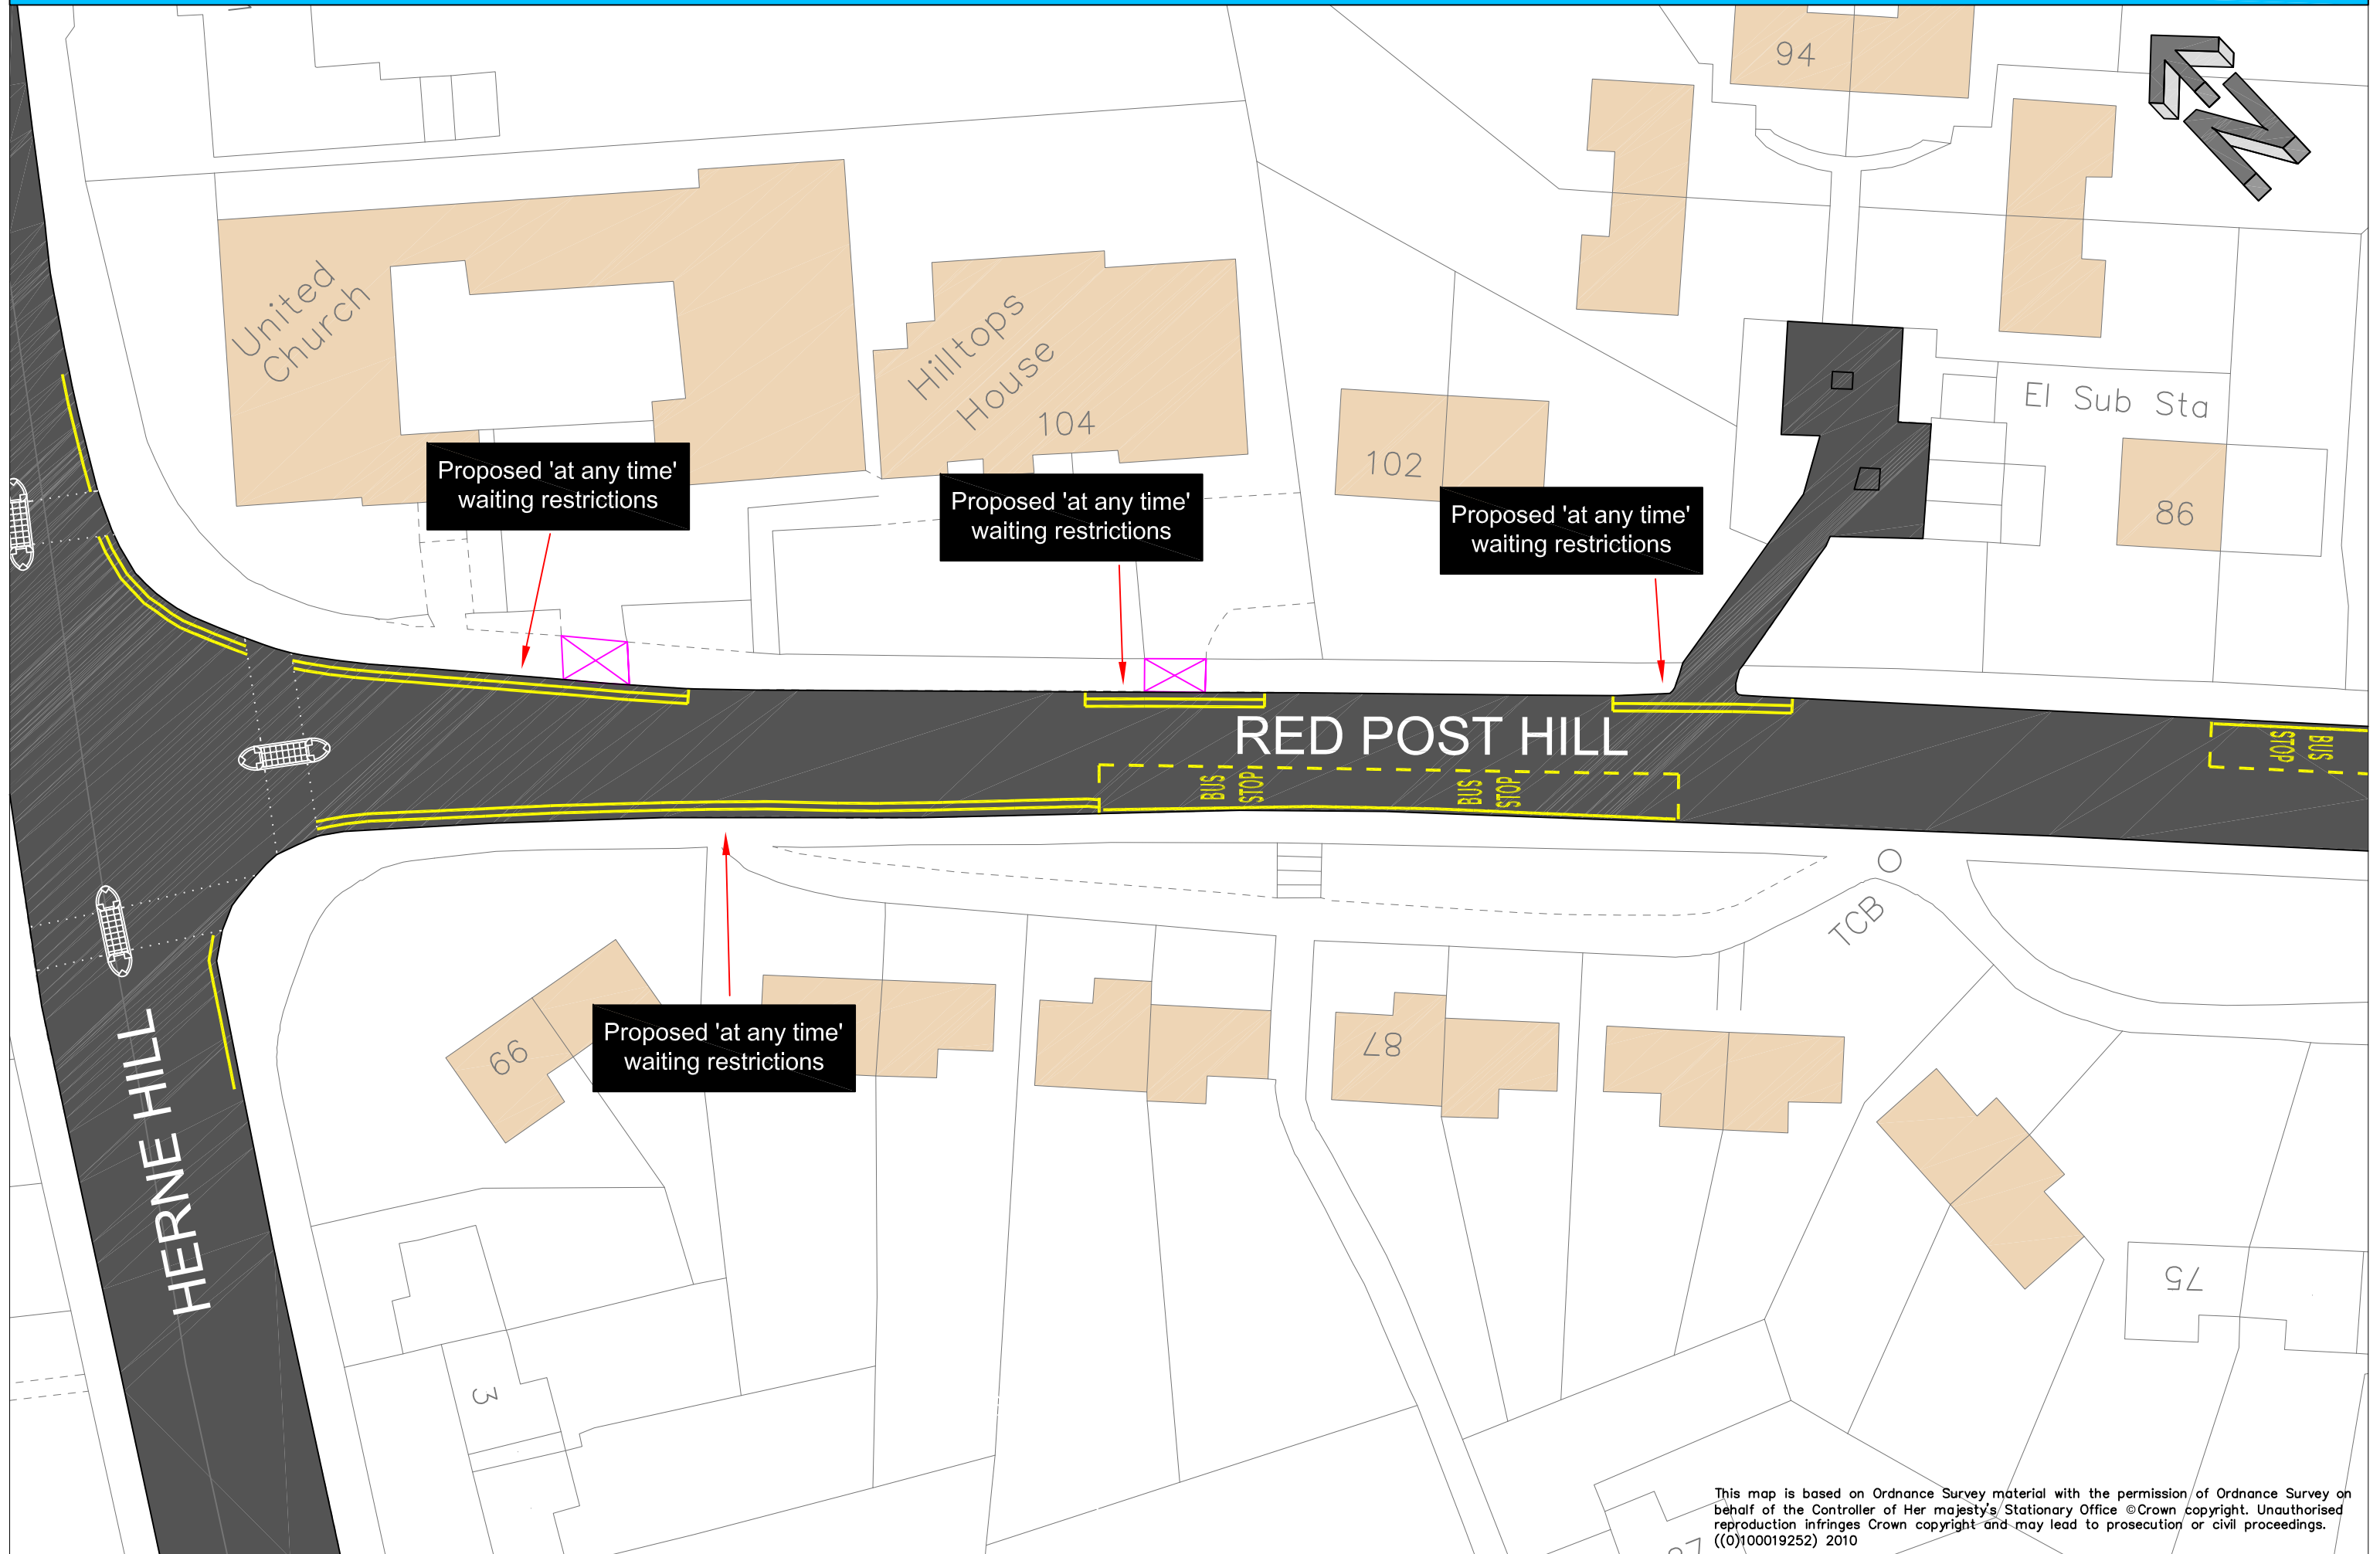 94
United
Church
Hilltops
House
104
102
El Sub Sta
86
Proposed 'at any time'
waiting restrictions
Proposed 'at any time'
waiting restrictions
Proposed 'at any time'
waiting restrictions
N
RED POST HILL
BUS
STOP
BUS
STOP
BUS
STOP
TCB
HERNE HILL
66
Proposed 'at any time'
waiting restrictions
87
75
3
This map is based on Ordnance Survey material with the permission of Ordnance Survey on
behalf of the Controller of Her majesty's Stationary Office ©Crown copyright. Unauthorised
reproduction infringes Crown copyright and may lead to prosecution or civil proceedings.
((0)100019252) 2010